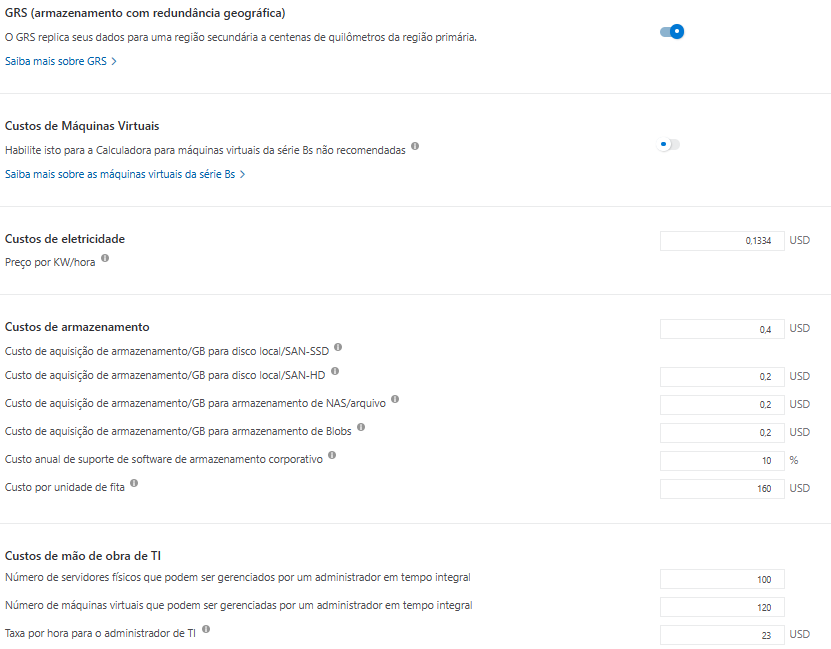 GRS (armazenamento com redundância geográfica)
O GRS replica seus dados para uma região secundária a centenas de quilômetros da região primária.
Saiba mais sobre GRS >
Custos de Máquinas Virtuais
Habilite isto para a Calculadora para máquinas virtuais da série Bs não recomendadas
Saiba mais sobre as máquinas virtuais da série Bs >
Custos de eletricidade
0,1334 USD
Preço por KW/hora
Custos de armazenamento
0,4 USD
Custo de aquisição de armazenamento/GB para disco local/SAN-SSD
Custo de aquisição de armazenamento/GB para disco local/SAN-HD 0,2 USD
Custo de aquisição de armazenamento/GB para armazenamento de NAS/arquivo 0,2 USD
Custo de aquisição de armazenamento/GB para armazenamento de Blobs 0,2 USD
Custo anual de suporte de software de armazenamento corporativo 10 %
Custo por unidade de fita 160 USD
Custos de mão de obra de TI
Número de servidores físicos que podem ser gerenciados por um administrador em tempo integral 100
Número de máquinas virtuais que podem ser gerenciadas por um administrador em tempo integral 120
Taxa por hora para o administrador de TI 23 USD